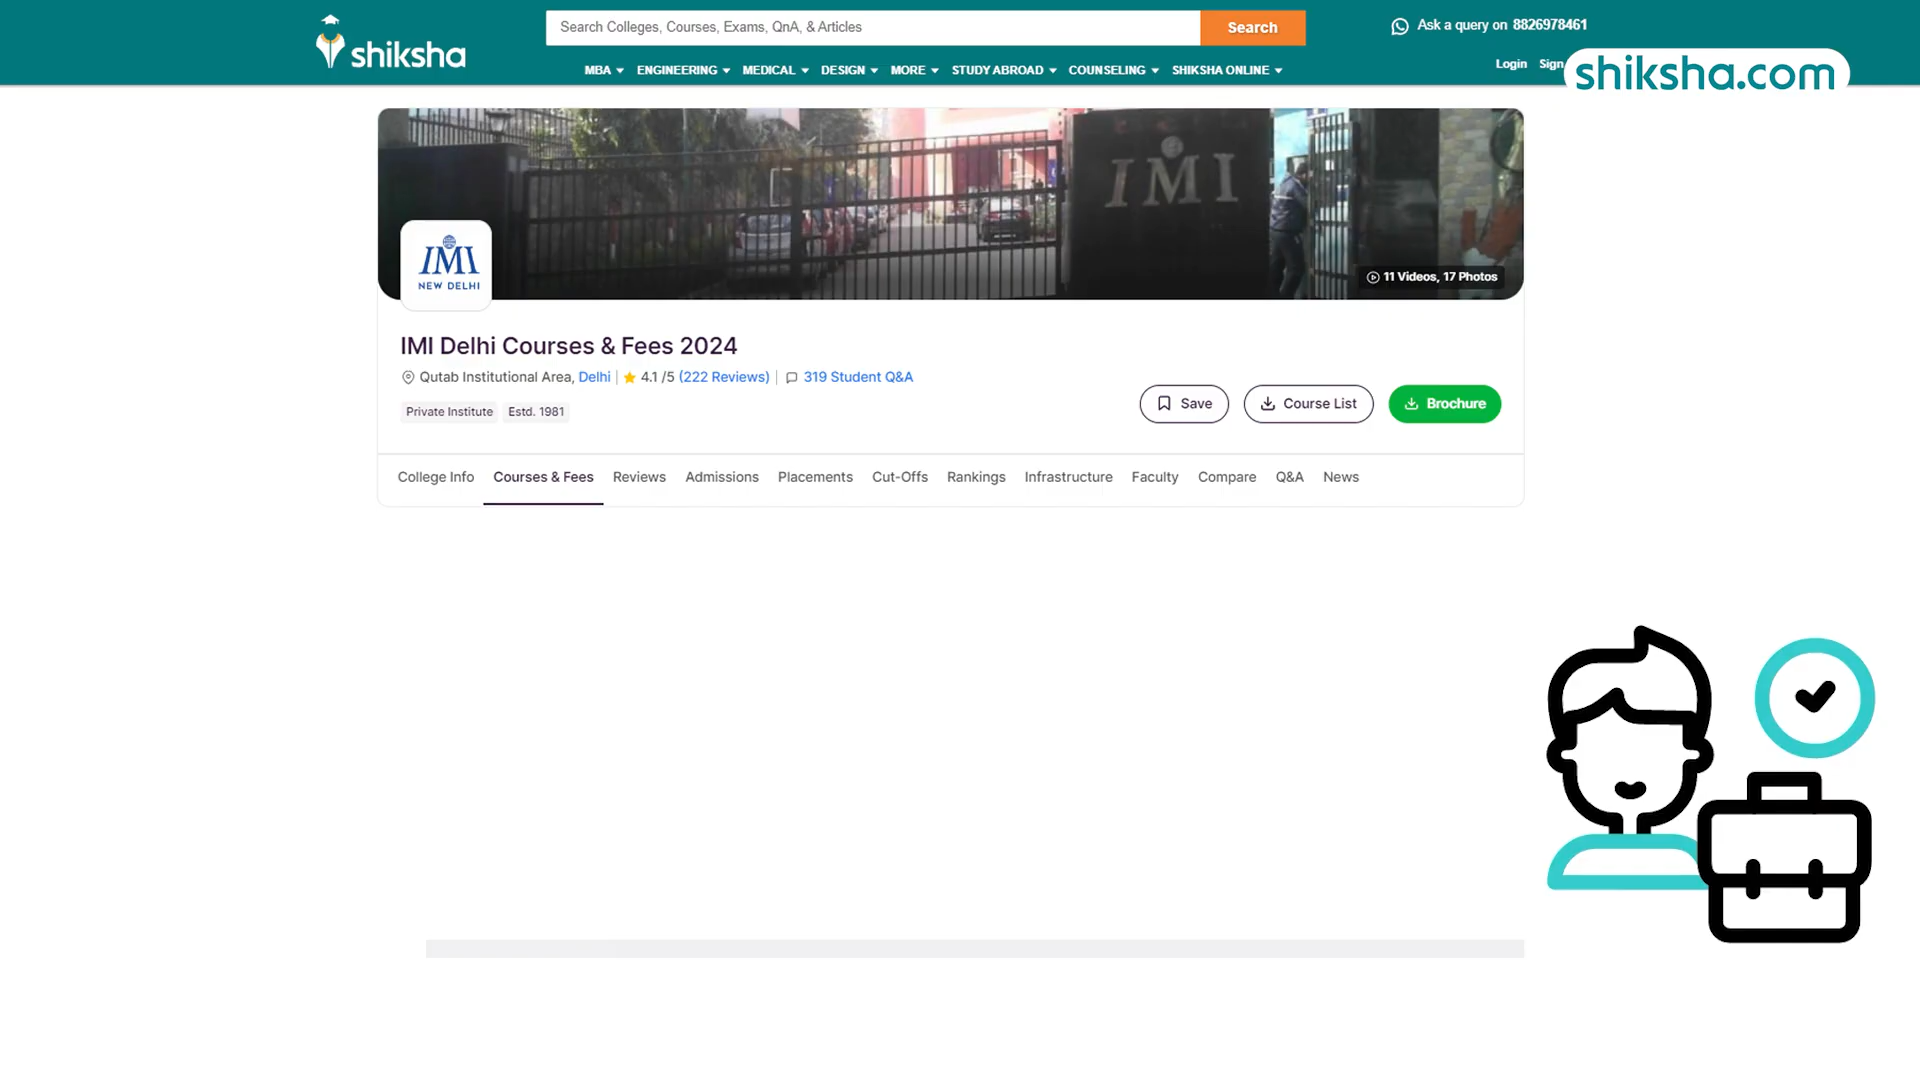 shiksha
Search Colleges, Courses, Exams, QnA, & Articles
Search
Ask a query on 8826978461
MBA
ENGINEERING
MEDICAL
DESIGN
MORE
STUDY ABROAD
COUNSELING
SHIKSHA ONLINE
Login
Sign
shiksha.com
IMI
IMI
NEW DELHI
11 Videos, 17 Photos
IMI Delhi Courses & Fees 2024
Qutab Institutional Area, Delhi | 4.1 /5 (222 Reviews) | 319 Student Q&A
Private Institute
Estd. 1981
Save
Course List
Brochure
College Info
Courses & Fees
Reviews
Admissions
Placements
Cut-Offs
Rankings
Infrastructure
Faculty
Compare
Q&A
News